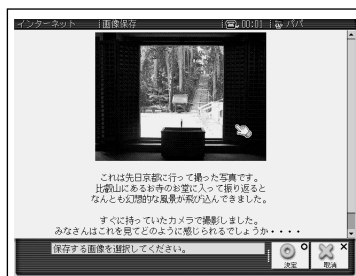 インターネット 画像保存 00:01 パパ
これは先日京都に行って撮った写真です。
比叡山にあるお寺のお堂に入って振り返ると
なんとも幻想的な風景が飛び込んできました。
すぐに持っていたカメラで撮影しました。
みなさんはこれを見てどのように感じられるでしょうか・・・・
保存する画像を選択してください。
決定 取消